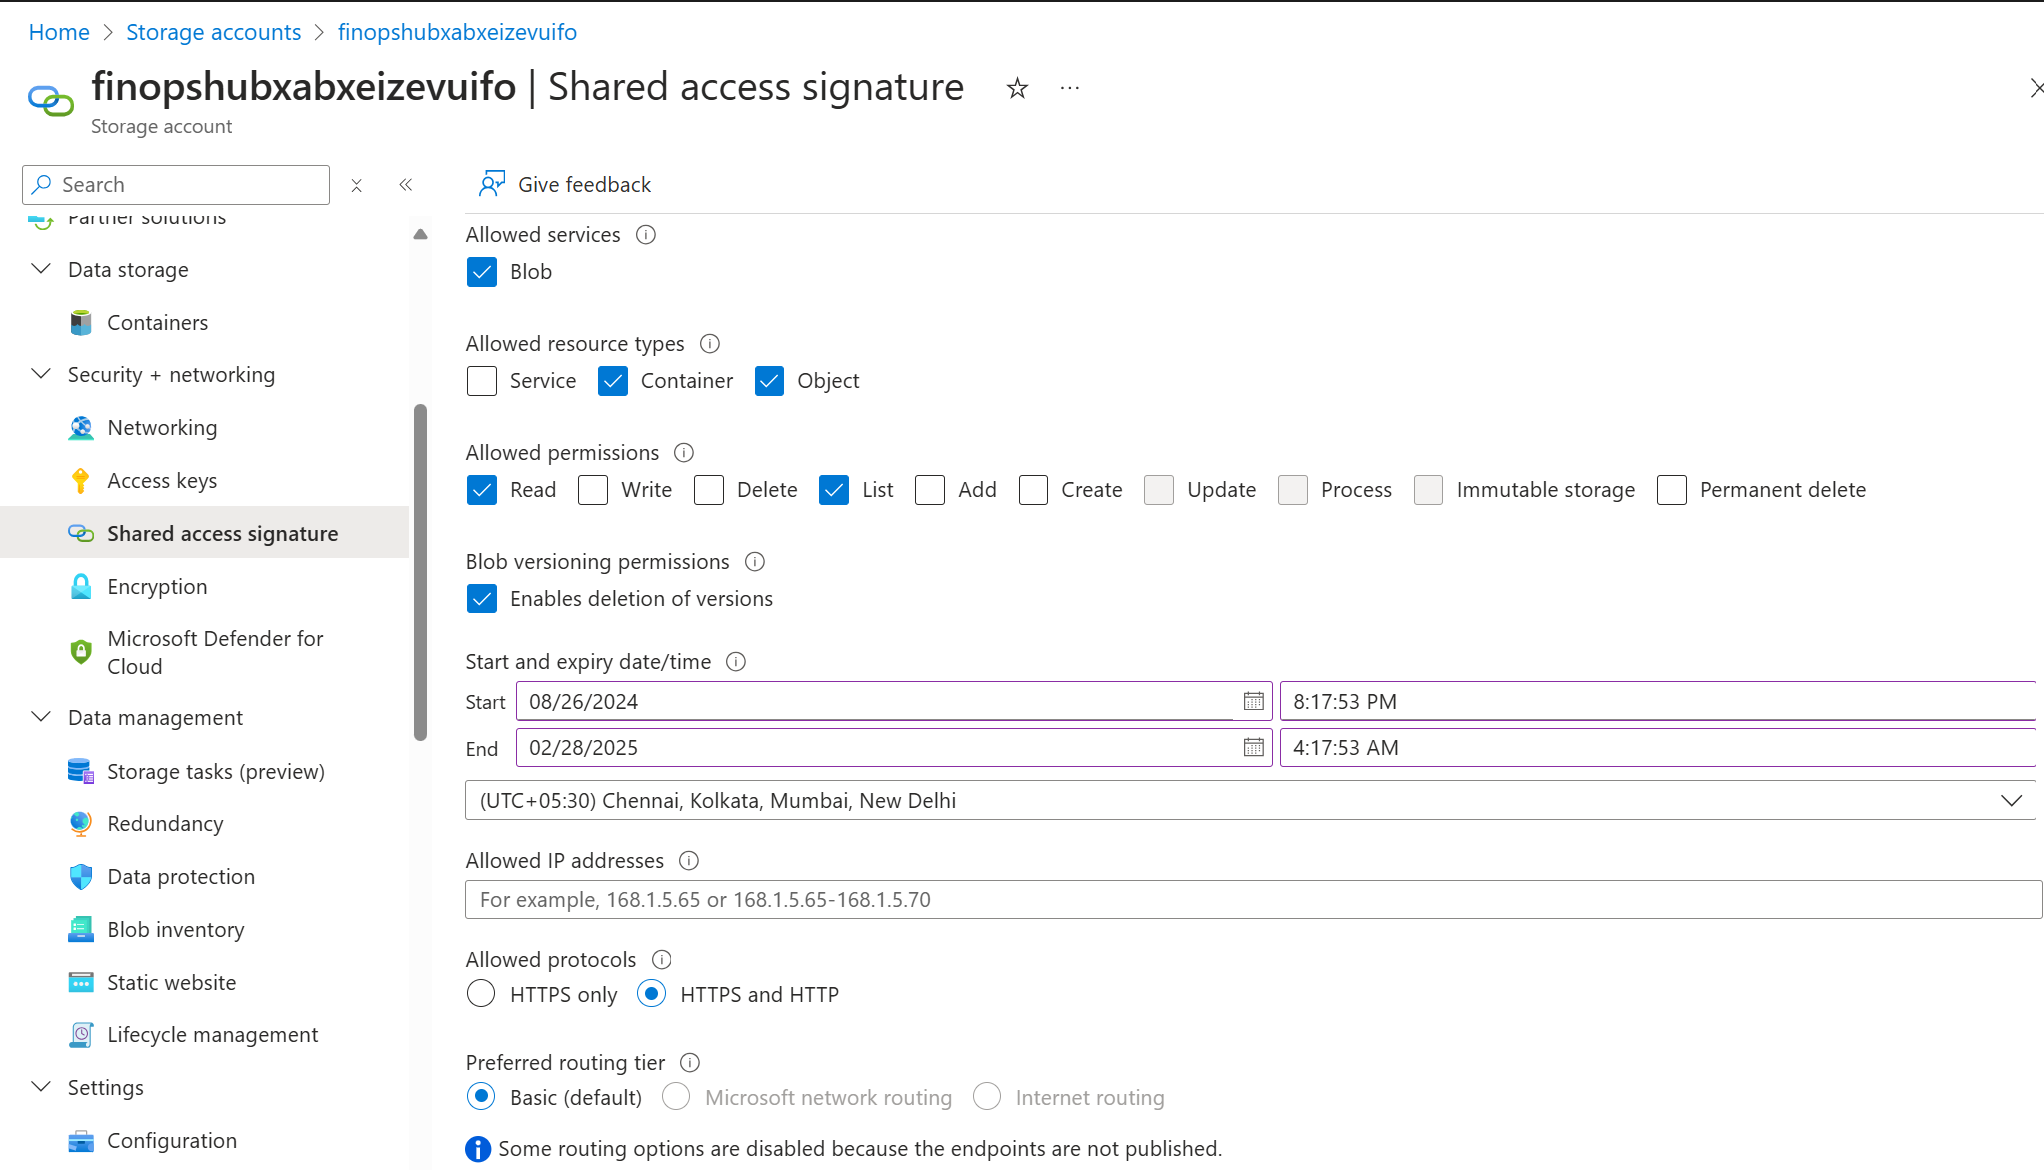 Home > Storage accounts > finopshubxabxeizevuifo
finopshubxabxeizevuifo | Shared access signature
Storage account
Search
Partner solutions
Data storage
Containers
Security + networking
Networking
Access keys
Shared access signature
Encryption
Microsoft Defender for
Cloud
Data management
Storage tasks (preview)
Redundancy
Data protection
Blob inventory
Static website
Lifecycle management
Settings
Configuration
Give feedback
Allowed services
Blob
Allowed resource types
Service Container Object
Allowed permissions
Read Write Delete List Add Create Update Process Immutable storage Permanent delete
Blob versioning permissions
Enables deletion of versions
Start and expiry date/time
Start 08/26/2024 8:17:53 PM
End 02/28/2025 4:17:53 AM
(UTC+05:30) Chennai, Kolkata, Mumbai, New Delhi
Allowed IP addresses
For example, 168.1.5.65 or 168.1.5.65-168.1.5.70
Allowed protocols
HTTPS only HTTPS and HTTP
Preferred routing tier
Basic (default) Microsoft network routing Internet routing
Some routing options are disabled because the endpoints are not published.